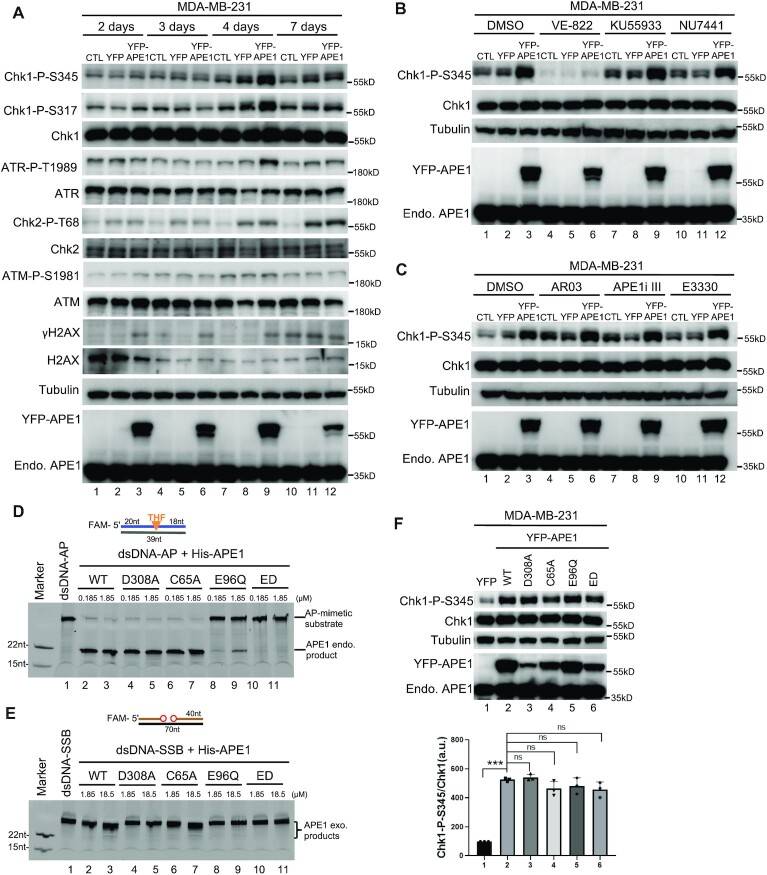 A
MDA-MB-231
2 days 3 days 4 days 7 days
CTL YFP YFP-APE1 CTL YFP YFP-APE1 CTL YFP YFP-APE1 CTL YFP YFP-APE1
Chk1-P-S345 55kD
Chk1-P-S317 55kD
Chk1 55kD
ATR-P-T1989 180kD
ATR 180kD
Chk2-P-T68 55kD
Chk2 55kD
ATM-P-S1981 180kD
ATM 180kD
γH2AX 15kD
H2AX 15kD
Tubulin 55kD
YFP-APE1 55kD
Endo. APE1 35kD
1 2 3 4 5 6 7 8 9 10 11 12
B
MDA-MB-231
DMSO VE-822 KU55933 NU7441
CTL YFP YFP-APE1 CTL YFP YFP-APE1 CTL YFP YFP-APE1 CTL YFP YFP-APE1
Chk1-P-S345 55kD
Chk1 55kD
Tubulin 55kD
YFP-APE1 55kD
Endo. APE1 35kD
1 2 3 4 5 6 7 8 9 10 11 12
C
MDA-MB-231
DMSO AR03 APE1i III E3330
CTL YFP YFP-APE1 CTL YFP YFP-APE1 CTL YFP YFP-APE1 CTL YFP YFP-APE1
Chk1-P-S345 55kD
Chk1 55kD
Tubulin 55kD
YFP-APE1 55kD
Endo. APE1 35kD
1 2 3 4 5 6 7 8 9 10 11 12
D
THF
FAM- 5' 20nt 18nt
39nt
dsDNA-AP + His-APE1
Marker dsDNA-AP WT D308A C65A E96Q ED
0.185 1.85 0.185 1.85 0.185 1.85 0.185 1.85 0.185 1.85 (μM)
AP-mimetic substrate
22nt-
APE1 endo. product
15nt-
1 2 3 4 5 6 7 8 9 10 11
E
FAM- 5' 40nt
70nt
dsDNA-SSB + His-APE1
Marker dsDNA-SSB WT D308A C65A E96Q ED
1.85 18.5 1.85 18.5 1.85 18.5 1.85 18.5 1.85 18.5 (μM)
APE1 exo. products
22nt-
15nt-
1 2 3 4 5 6 7 8 9 10 11
F
MDA-MB-231
YFP-APE1
YFP WT D308A C65A E96Q ED
Chk1-P-S345 55kD
Chk1 55kD
Tubulin 55kD
YFP-APE1 55kD
Endo. APE1 35kD
1 2 3 4 5 6
Chk1-P-S345/Chk1(a.u.)
800
600
400
200
0
*** ns ns ns ns
1 2 3 4 5 6